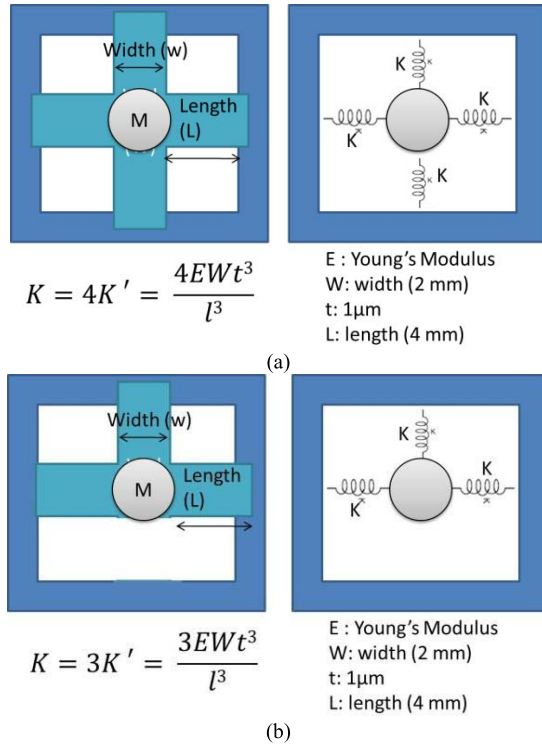 Width (w)
Length
(L)
M
K
K
K
K
K
K
K
K
K = 4K′ = 4EWt³ / l³
E : Young's Modulus
W: width (2 mm)
t: 1µm
L: length (4 mm)
(a)
Width (w)
Length
(L)
M
K
K
K
K
K
K
K = 3K′ = 3EWt³ / l³
E : Young's Modulus
W: width (2 mm)
t: 1µm
L: length (4 mm)
(b)